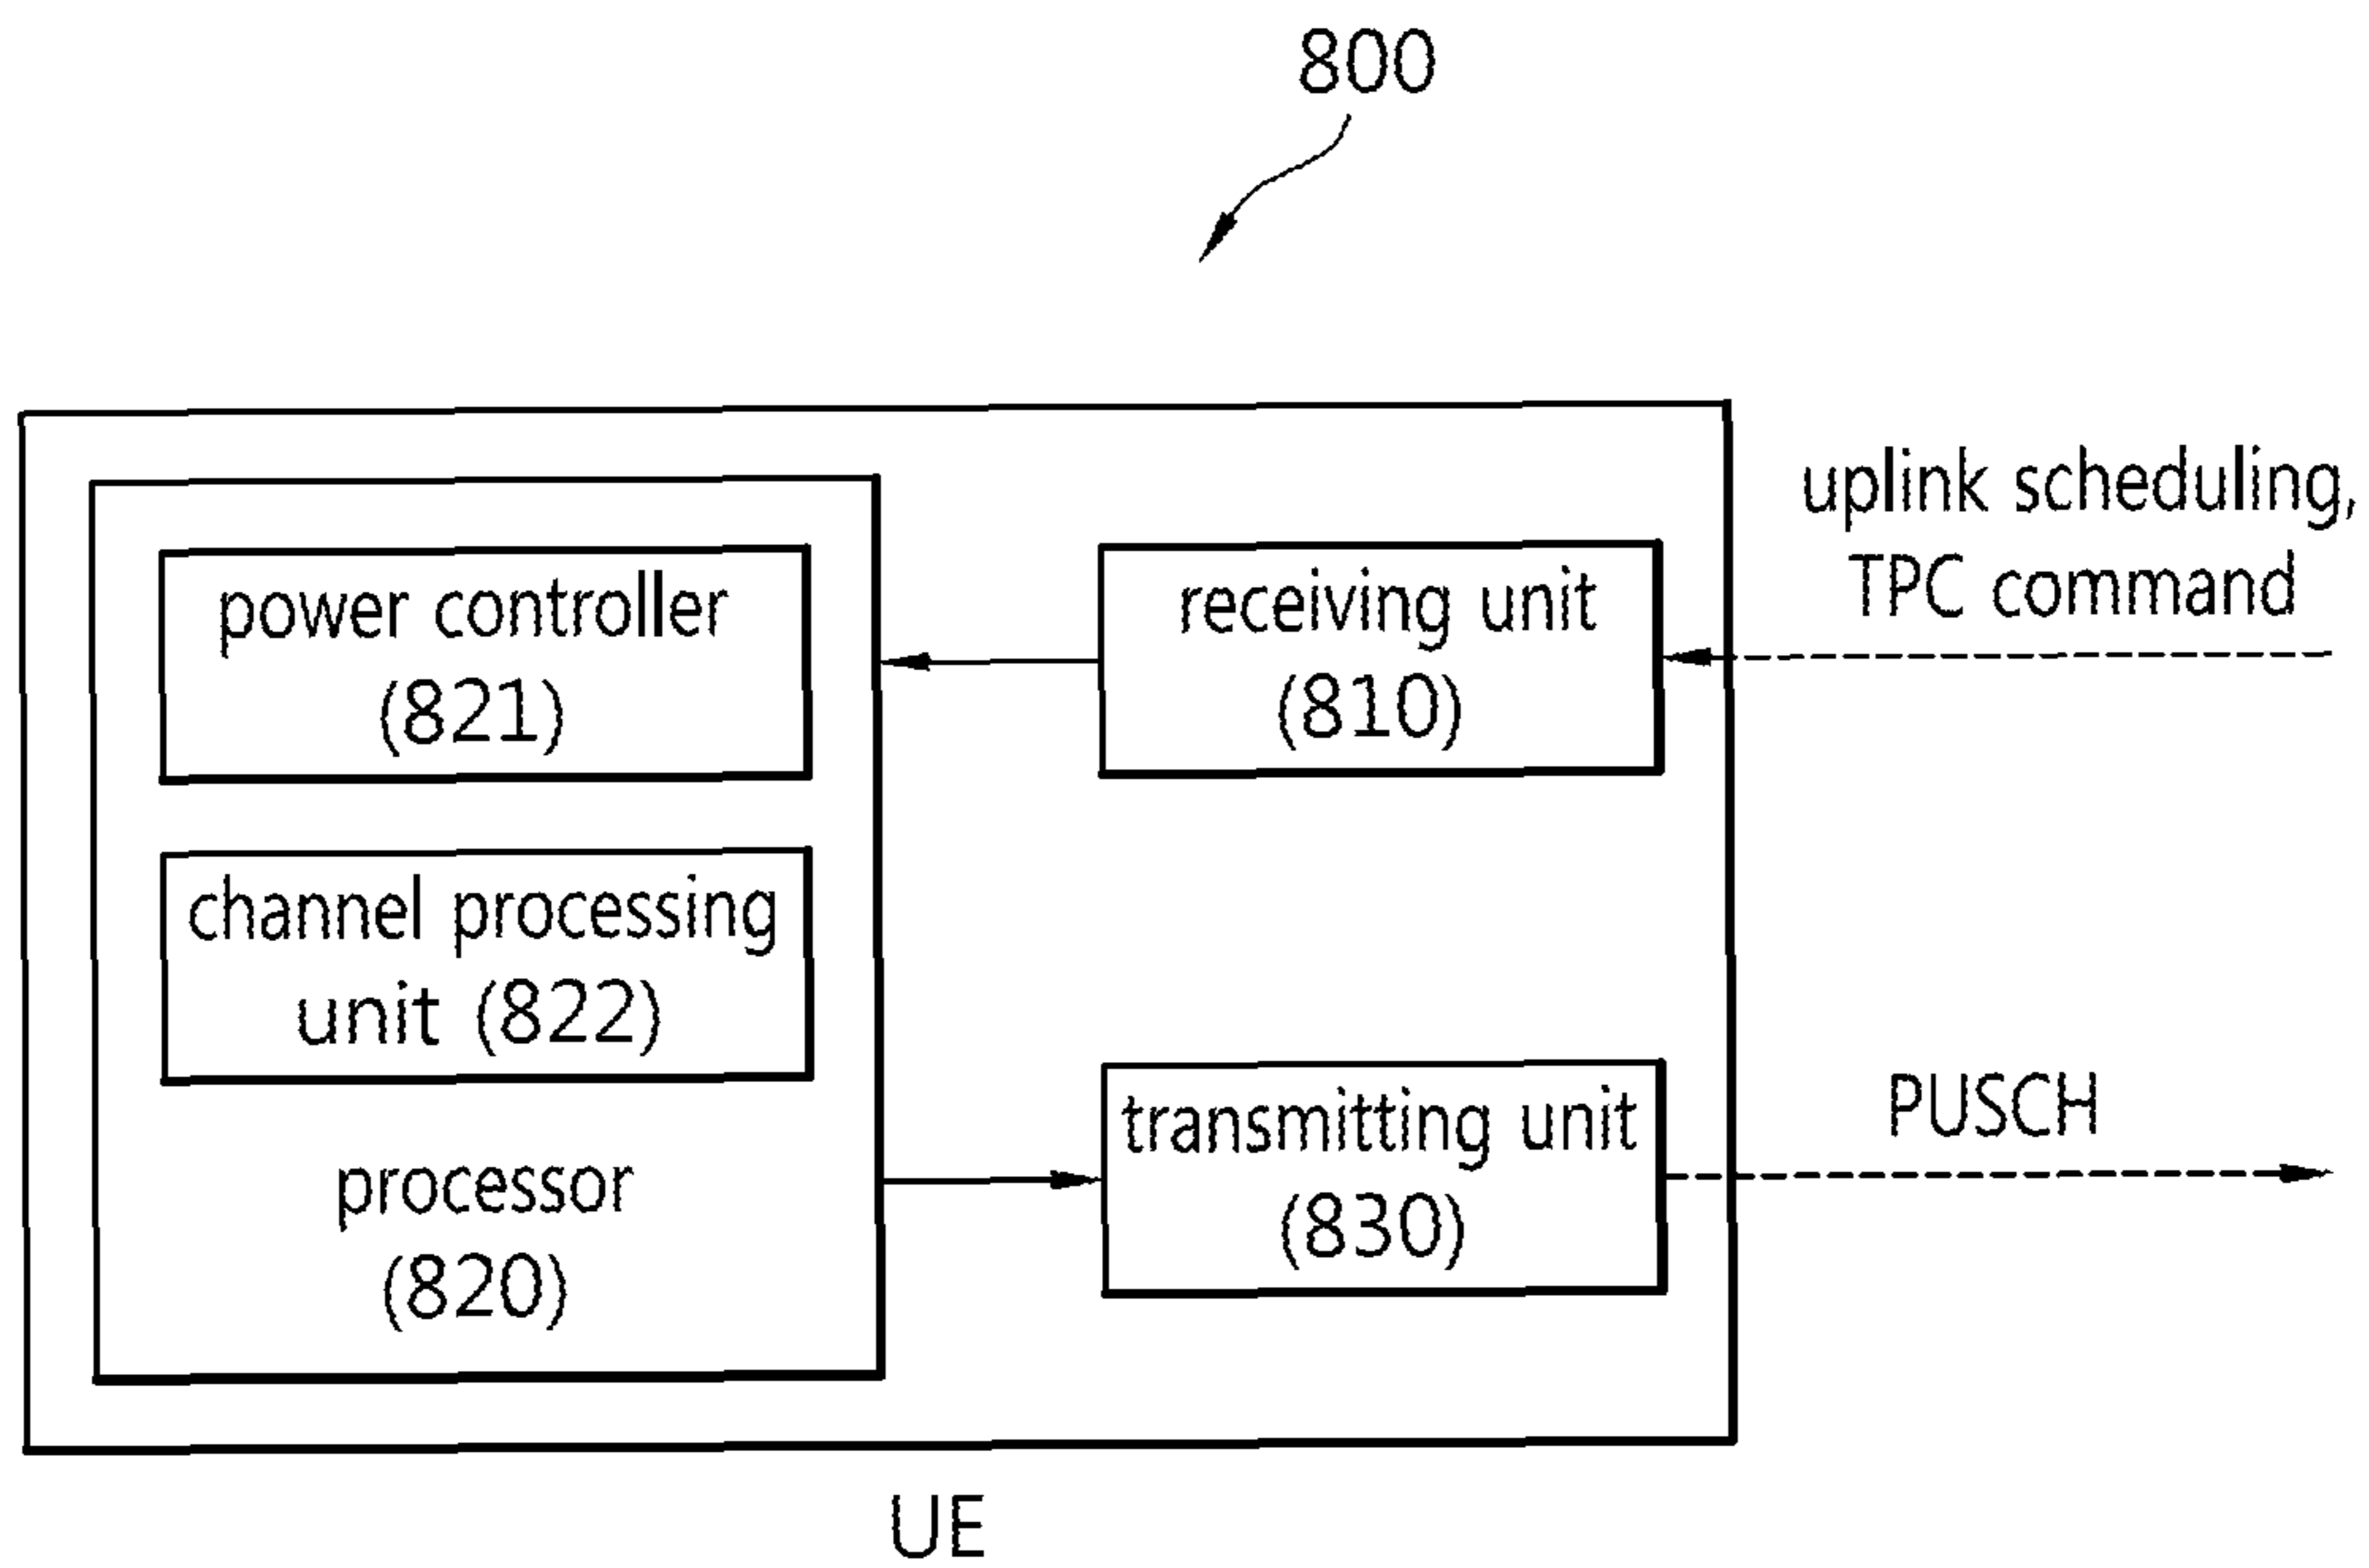 800
uplink scheduling,
TPC command
power controller
(821)
receiving unit
(810)
channel processing
unit (822)
processor
(820)
transmitting unit
(830)
PUSCH
UE